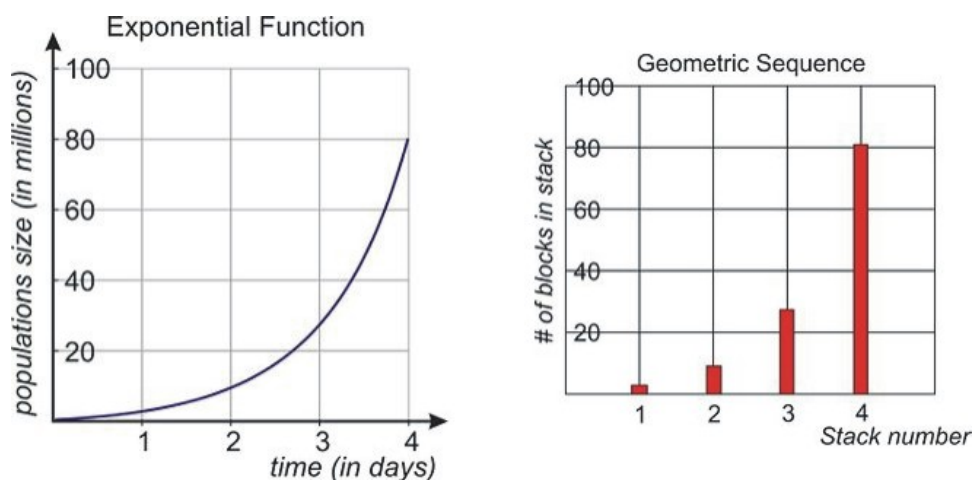 Exponential Function
populations size (in millions)
100
80
60
40
20
1 2 3 4
time (in days)
Geometric Sequence
# of blocks in stack
100
80
60
40
20
1 2 3 4
Stack number